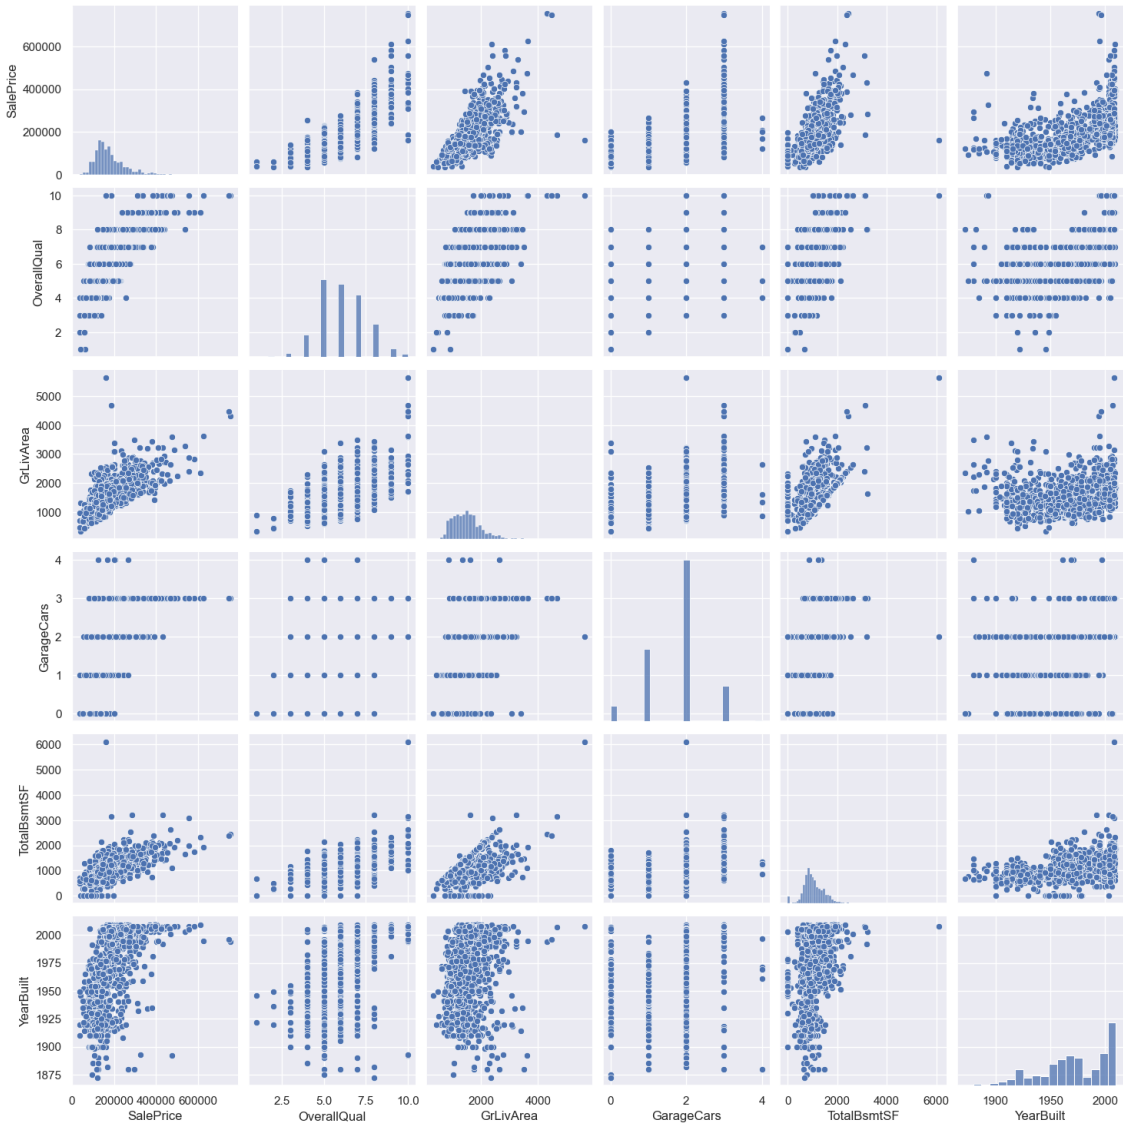 600000
400000
200000
0
SalePrice
10
8
6
4
2
OverallQual
5000
4000
3000
2000
1000
GrLivArea
4
3
2
1
0
GarageCars
6000
5000
4000
3000
2000
1000
0
TotalBsmtSF
2000
1975
1950
1925
1900
1875
YearBuilt
0 200000 400000 600000
SalePrice
2.5 5.0 7.5 10.0
OverallQual
2000 4000
GrLivArea
0 2 4
GarageCars
0 2000 4000 6000
TotalBsmtSF
1900 1950 2000
YearBuilt